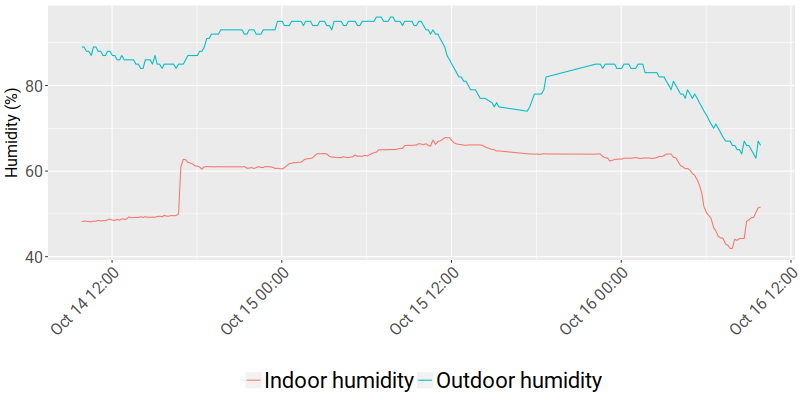 Humidity (%)
80
60
40
Oct 14 12:00
Oct 15 00:00
Oct 15 12:00
Oct 16 00:00
Oct 16 12:00
Indoor humidity Outdoor humidity